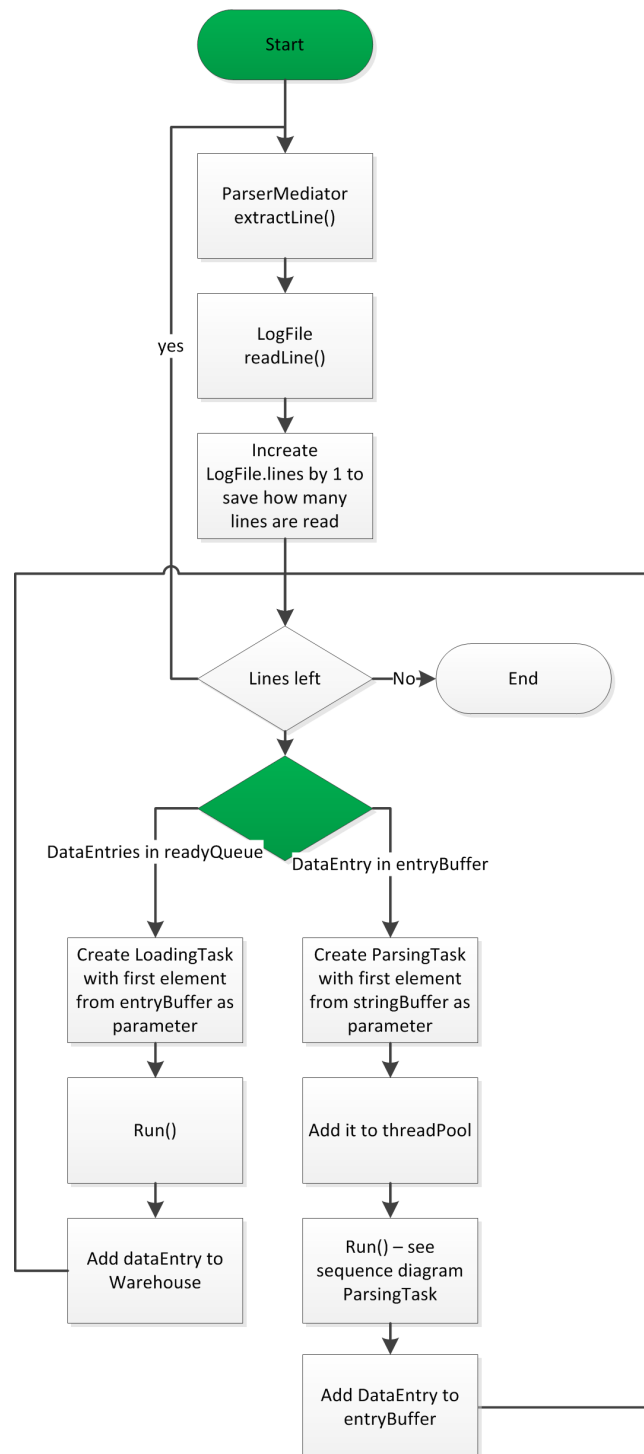 Start
ParserMediator
extractLine()
LogFile
readLine()
yes
Increate
LogFile.lines by 1 to
save how many
lines are read
Lines left
No
End
DataEntries in readyQueue
DataEntry in entryBuffer
Create LoadingTask
with first element
from entryBuffer as
parameter
Create ParsingTask
with first element
from stringBuffer as
parameter
Run()
Add it to threadPool
Add dataEntry to
Warehouse
Run() – see
sequence diagram
ParsingTask
Add DataEntry to
entryBuffer